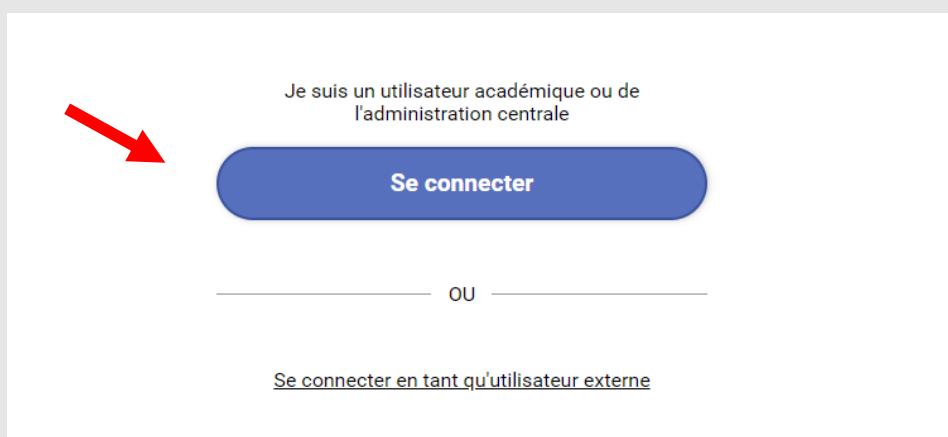 Je suis un utilisateur académique ou de
l'administration centrale
Se connecter
OU
Se connecter en tant qu'utilisateur externe